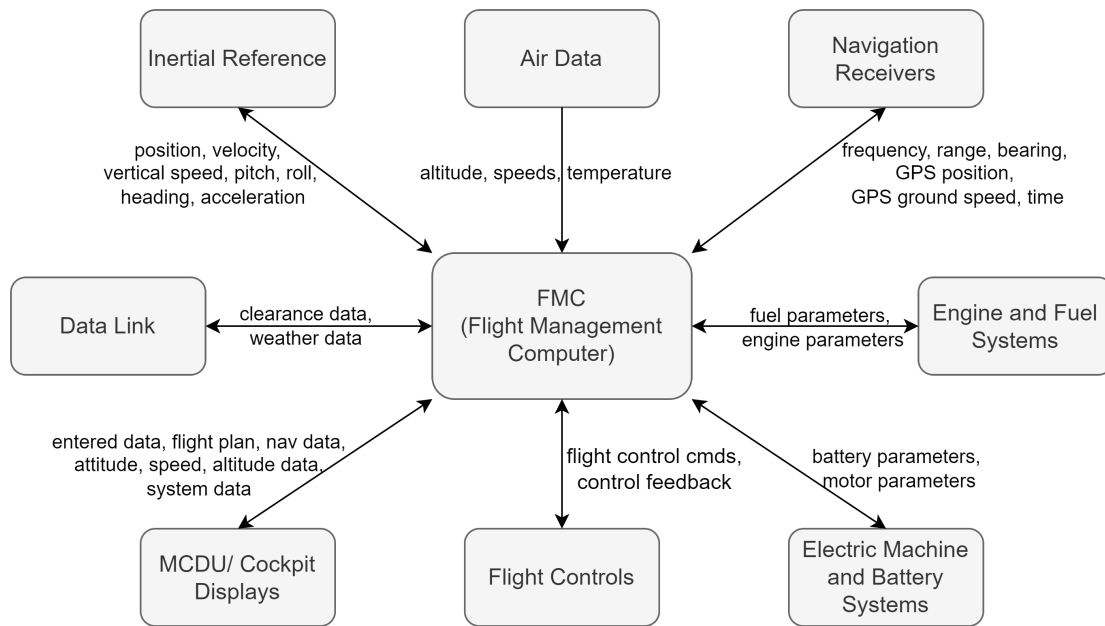 Inertial Reference
Air Data
Navigation
Receivers
position, velocity,
vertical speed, pitch, roll,
heading, acceleration
altitude, speeds, temperature
frequency, range, bearing,
GPS position,
GPS ground speed, time
Data Link
clearance data,
weather data
FMC
(Flight Management
Computer)
fuel parameters,
engine parameters
Engine and Fuel
Systems
entered data, flight plan, nav data,
attitude, speed, altitude data,
system data
flight control cmds,
control feedback
battery parameters,
motor parameters
MCDU/ Cockpit
Displays
Flight Controls
Electric Machine
and Battery
Systems